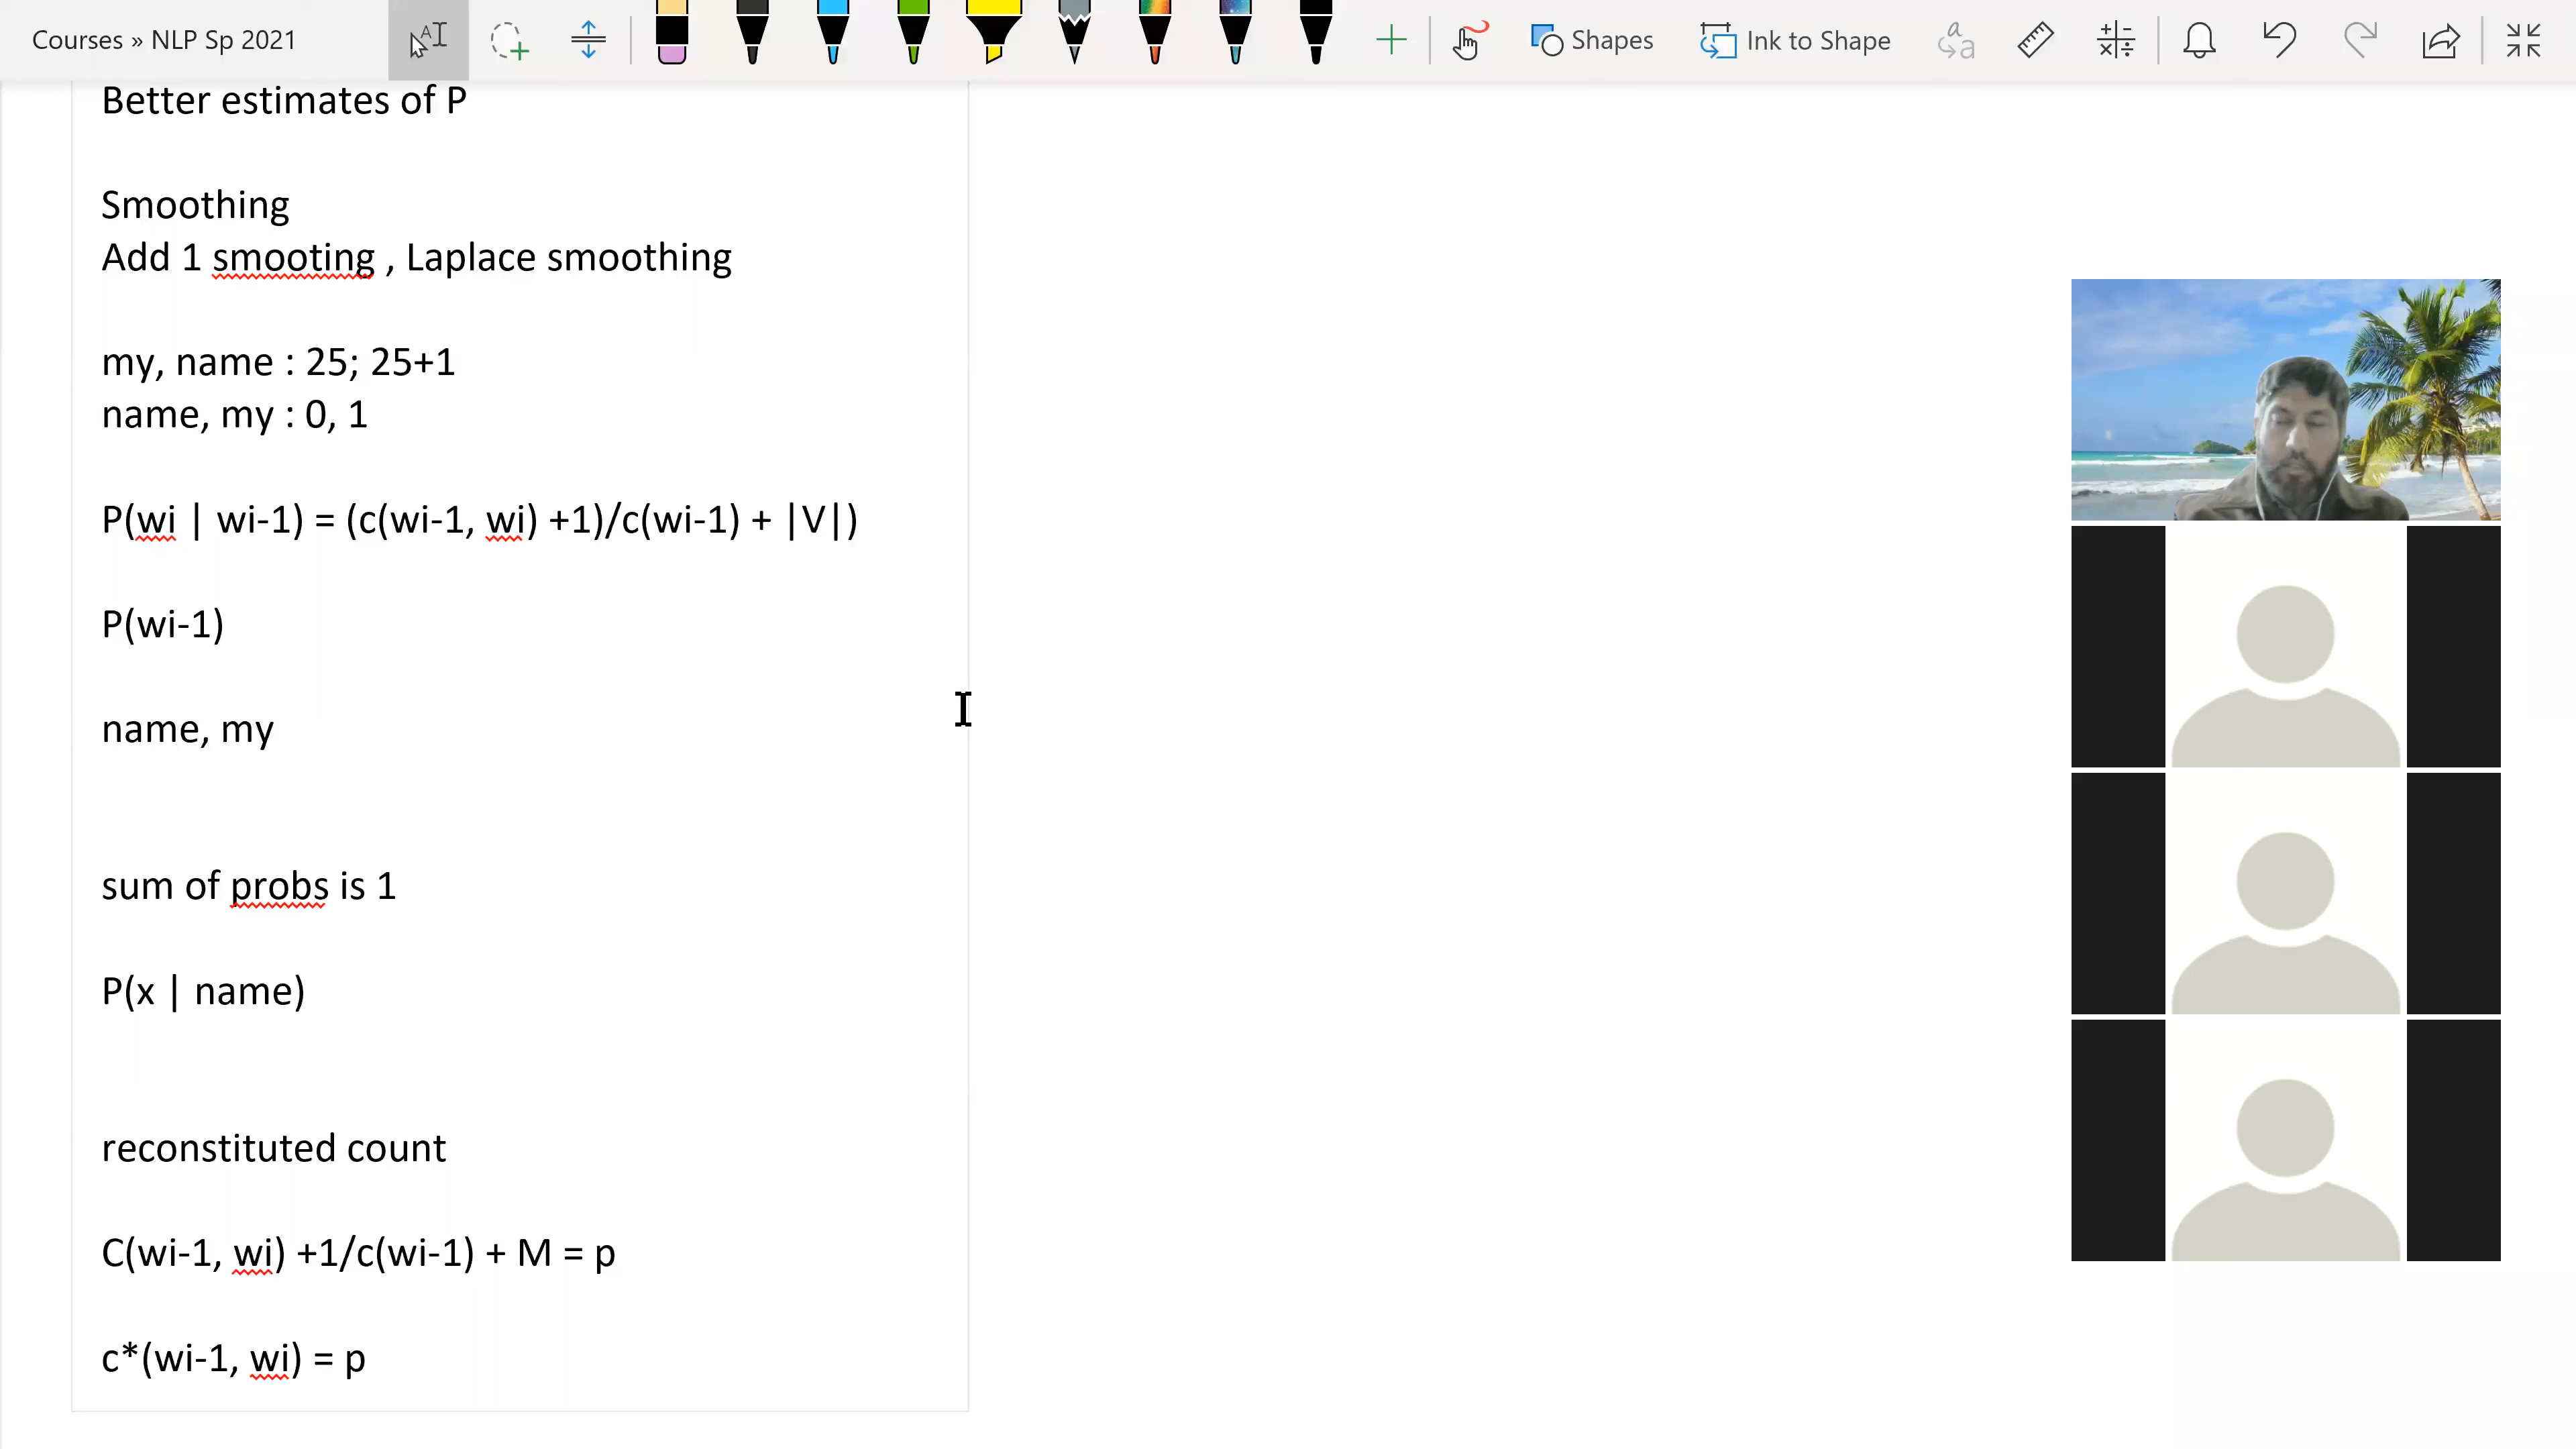 Courses » NLP Sp 2021
Shapes
Ink to Shape
Better estimates of P
Smoothing
Add 1 smooting , Laplace smoothing
my, name : 25; 25+1
name, my : 0, 1
P(wi | wi-1) = (c(wi-1, wi) +1)/c(wi-1) + |V|)
P(wi-1)
name, my
sum of probs is 1
P(x | name)
reconstituted count
C(wi-1, wi) +1/c(wi-1) + M = p
c*(wi-1, wi) = p